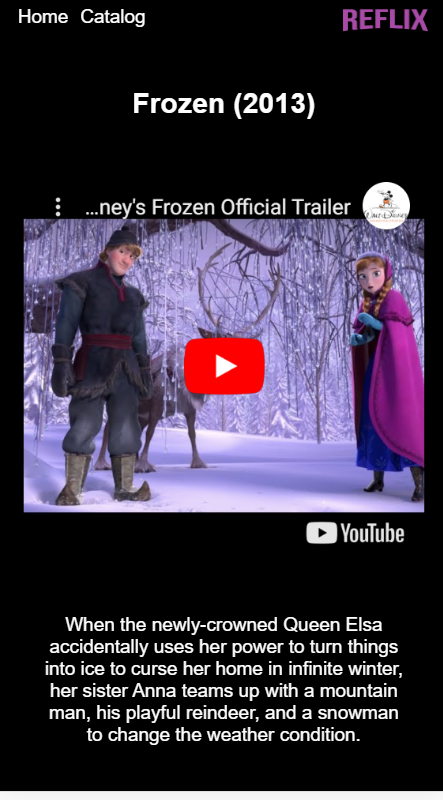 Home Catalog REFLIX
Frozen (2013)
...ney's Frozen Official Trailer
WALT DISNEY
YouTube
When the newly-crowned Queen Elsa
accidentally uses her power to turn things
into ice to curse her home in infinite winter,
her sister Anna teams up with a mountain
man, his playful reindeer, and a snowman
to change the weather condition.